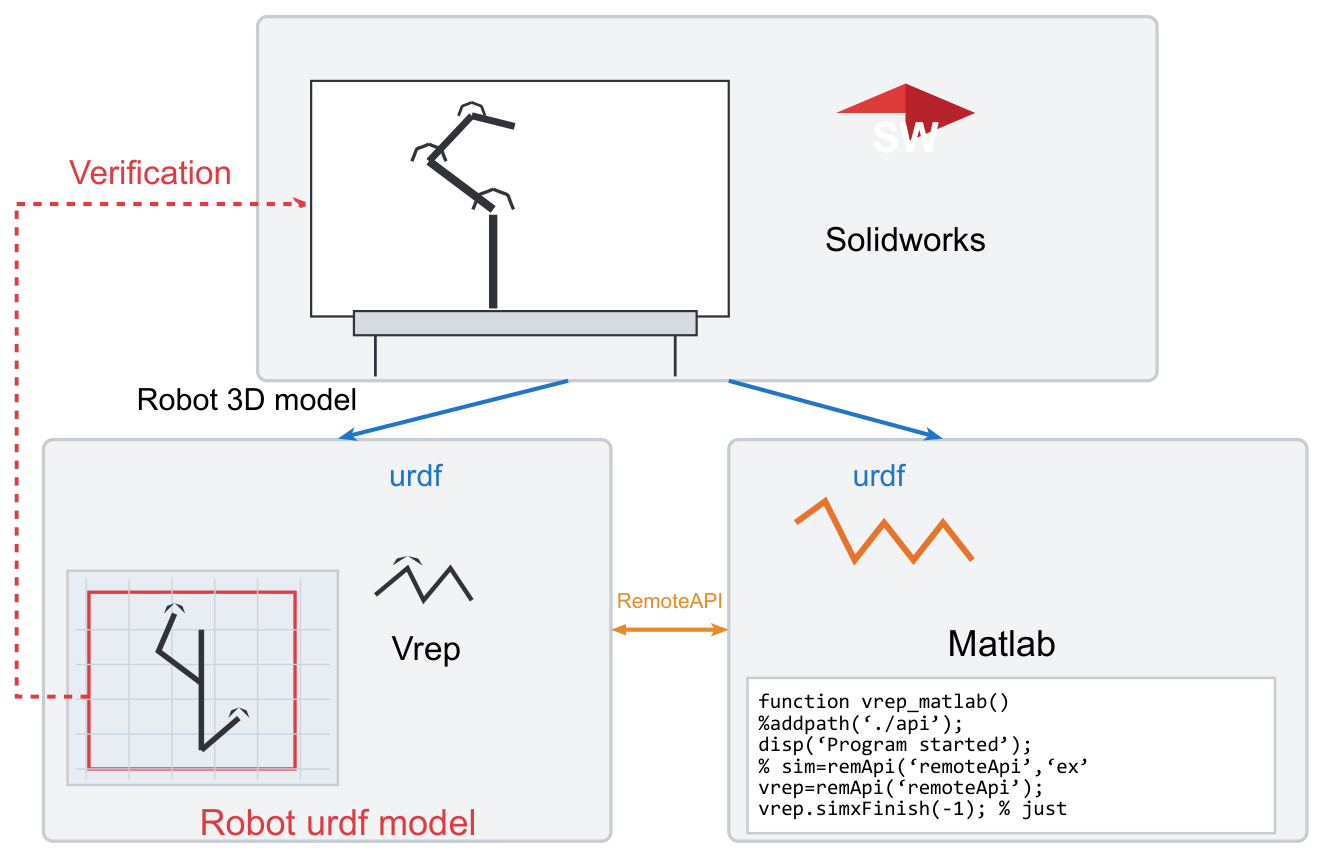 SW
Verification
Solidworks
Robot 3D model
urdf
urdf
RemoteAPI
Vrep
Matlab
function vrep_matlab()
%addpath(‘./api’);
disp(‘Program started’);
% sim=remApi(‘remoteApi’,‘ex’
vrep=remApi(‘remoteApi’);
vrep.simxFinish(-1); % just
Robot urdf model